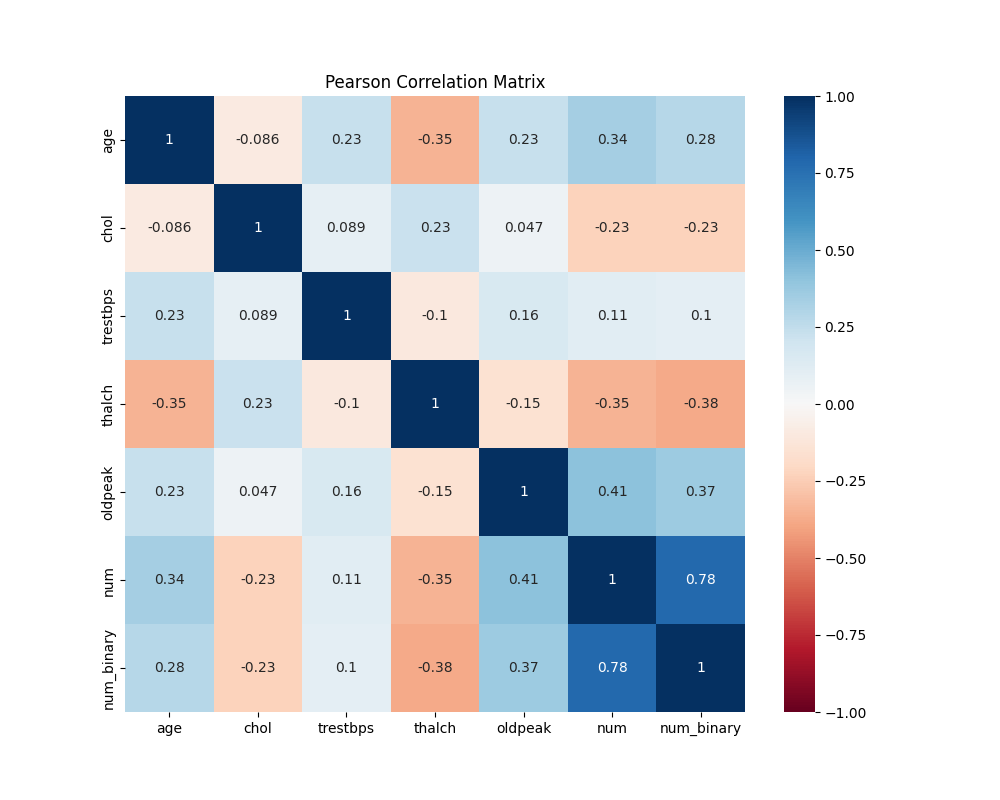 Pearson Correlation Matrix
age 1 -0.086 0.23 -0.35 0.23 0.34 0.28
chol -0.086 1 0.089 0.23 0.047 -0.23 -0.23
trestbps 0.23 0.089 1 -0.1 0.16 0.11 0.1
thalch -0.35 0.23 -0.1 1 -0.15 -0.35 -0.38
oldpeak 0.23 0.047 0.16 -0.15 1 0.41 0.37
num 0.34 -0.23 0.11 -0.35 0.41 1 0.78
num_binary 0.28 -0.23 0.1 -0.38 0.37 0.78 1
age chol trestbps thalch oldpeak num num_binary
1.00
0.75
0.50
0.25
0.00
−0.25
−0.50
−0.75
−1.00